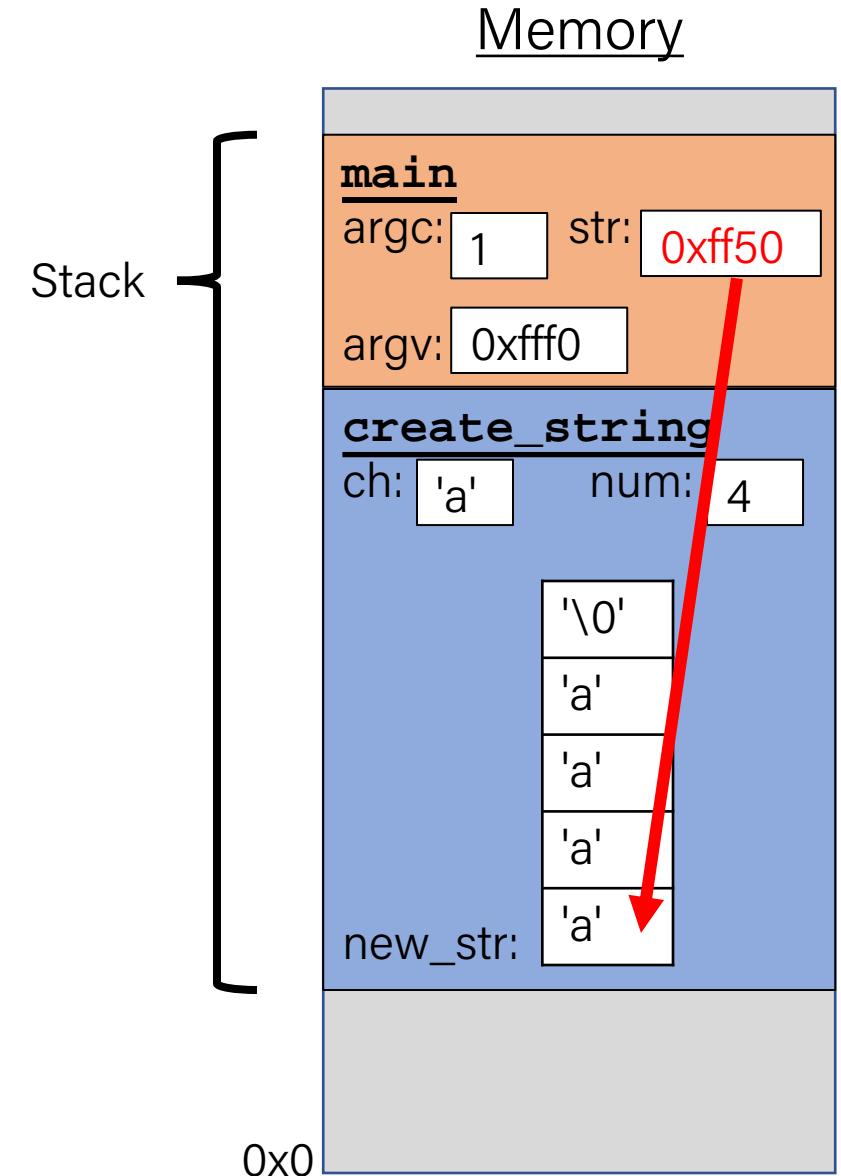 Memory
main
argc: 1 str: 0xff50
Stack
argv: 0xfff0
create_string
ch: 'a' num: 4
'\0'
'a'
'a'
'a'
new_str: 'a'
0x0